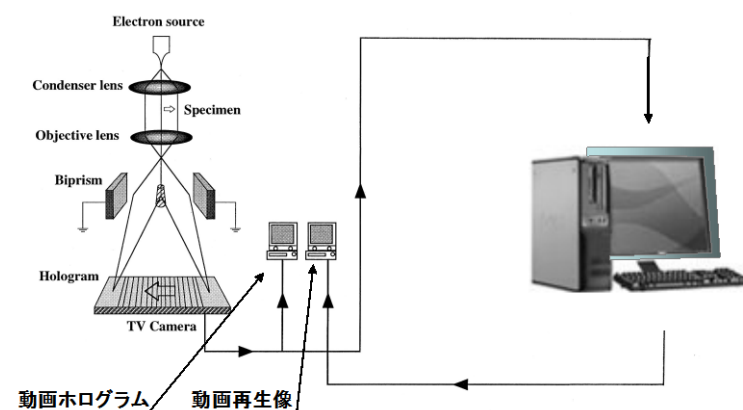 Electron source
Condenser lens
Specimen
Objective lens
Biprism
Hologram
TV Camera
動画ホログラム
動画再生像